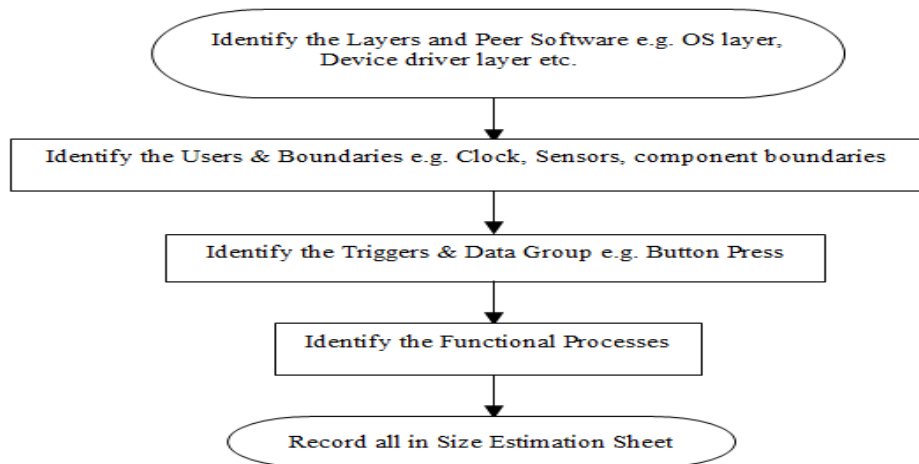 Identify the Layers and Peer Software e.g. OS layer,
Device driver layer etc.
Identify the Users & Boundaries e.g. Clock, Sensors, component boundaries
Identify the Triggers & Data Group e.g. Button Press
Identify the Functional Processes
Record all in Size Estimation Sheet